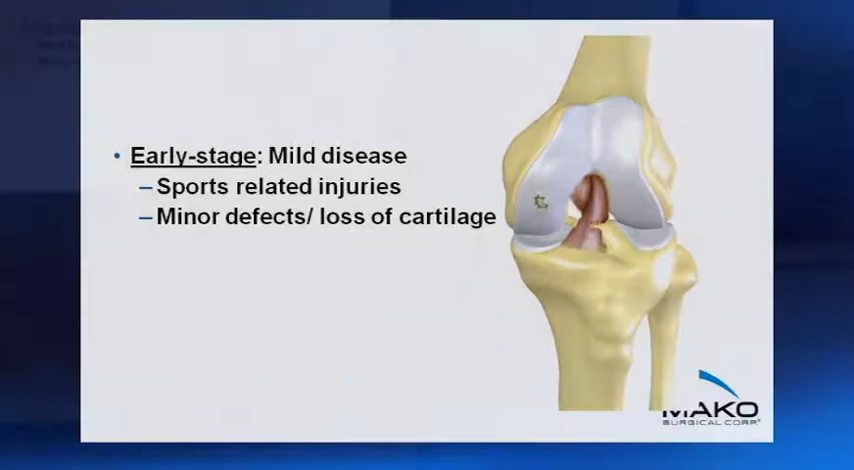 • Early-stage: Mild disease
–Sports related injuries
–Minor defects/ loss of cartilage
MAKO
SURGICAL CORP.